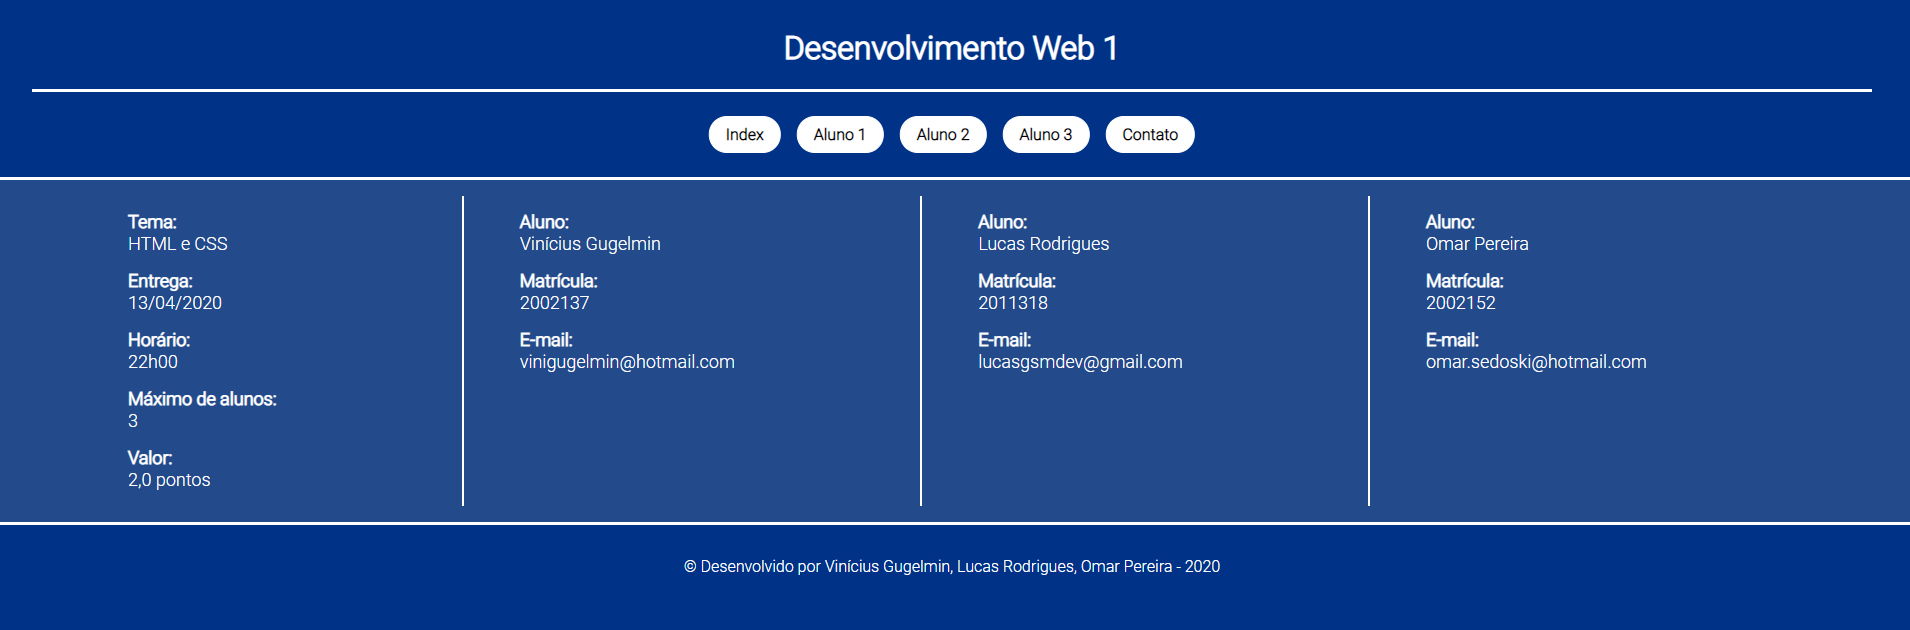 Desenvolvimento Web 1
Index
Aluno 1
Aluno 2
Aluno 3
Contato
Tema:
HTML e CSS
Entrega:
13/04/2020
Horário:
22h00
Máximo de alunos:
3
Valor:
2,0 pontos
Aluno:
Vinícius Gugelmin
Matrícula:
2002137
E-mail:
vinigugelmin@hotmail.com
Aluno:
Lucas Rodrigues
Matrícula:
2011318
E-mail:
lucasgsmdev@gmail.com
Aluno:
Omar Pereira
Matrícula:
2002152
E-mail:
omar.sedoski@hotmail.com
© Desenvolvido por Vinícius Gugelmin, Lucas Rodrigues, Omar Pereira - 2020